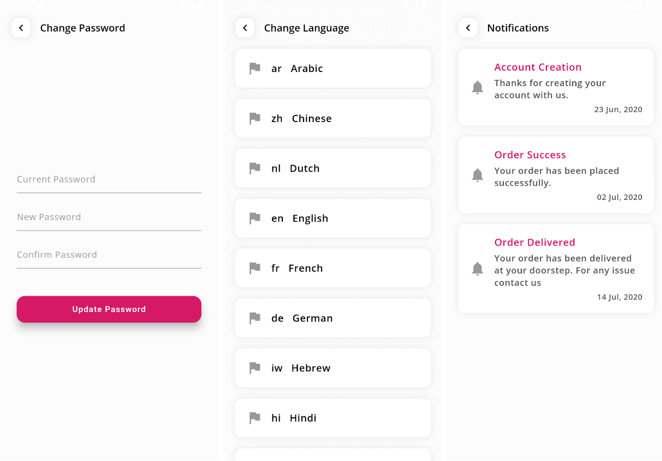 Change Password
Current Password
New Password
Confirm Password
Update Password
Change Language
ar Arabic
zh Chinese
nl Dutch
en English
fr French
de German
iw Hebrew
hi Hindi
Notifications
Account Creation
Thanks for creating your
account with us.
23 Jun, 2020
Order Success
Your order has been placed
successfully.
02 Jul, 2020
Order Delivered
Your order has been delivered
at your doorstep. For any issue
contact us
14 Jul, 2020